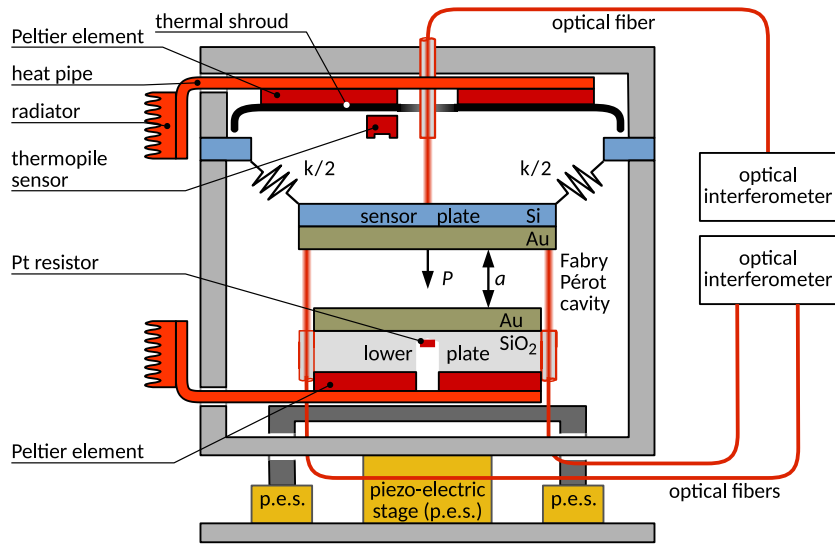 thermal shroud
optical fiber
Peltier element
heat pipe
radiator
thermopile
sensor
k/2
k/2
optical
interferometer
sensor plate Si
Au
optical
interferometer
Pt resistor
P
a
Fabry
Pérot
cavity
Au
SiO2
lower plate
Peltier element
piezo-electric
stage (p.e.s.)
p.e.s.
p.e.s.
optical fibers